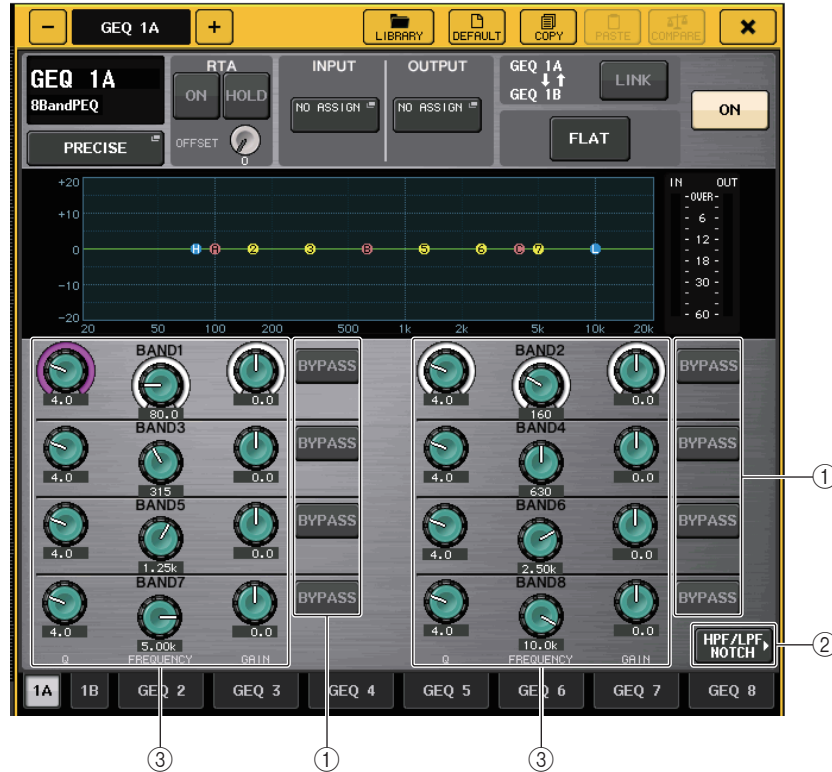 − GEQ 1A + LIBRARY DEFAULT COPY PASTE COMPARE ×
GEQ 1A
8BandPEQ
PRECISE
RTA
ON HOLD
OFFSET
0
INPUT
NO ASSIGN
OUTPUT
NO ASSIGN
GEQ 1A
↓↑
GEQ 1B
LINK
FLAT
ON
+20
+10
0
−10
−20
H A 2 3 B 5 6 C 7 L
20 50 100 200 500 1k 2k 5k 10k 20k
IN OUT
-OVER-
- 6 -
- 12 -
- 18 -
- 30 -
- 60 -
BAND1
4.0 80.0 0.0
BYPASS
BAND2
4.0 160 0.0
BYPASS
BAND3
4.0 315 0.0
BYPASS
BAND4
4.0 630 0.0
BYPASS
BAND5
4.0 1.25k 0.0
BYPASS
BAND6
4.0 2.50k 0.0
BYPASS
BAND7
4.0 5.00k 0.0
BYPASS
BAND8
4.0 10.0k 0.0
BYPASS
Q FREQUENCY GAIN
Q FREQUENCY GAIN
HPF/LPF
NOTCH
1A 1B GEQ 2 GEQ 3 GEQ 4 GEQ 5 GEQ 6 GEQ 7 GEQ 8
①
②
③ ① ③